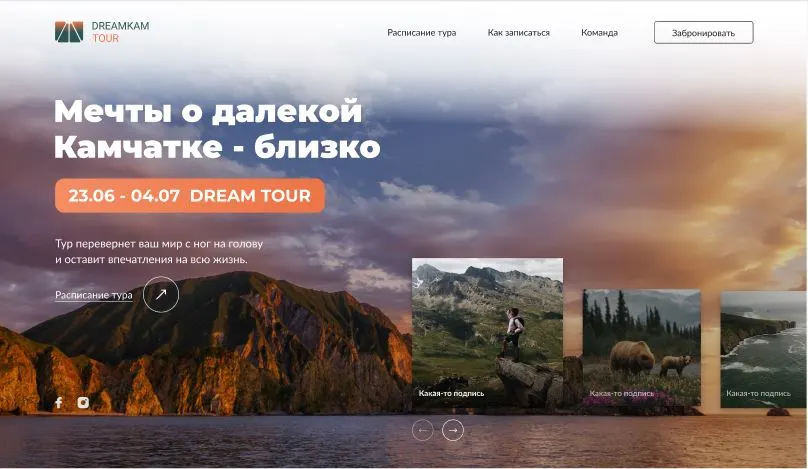 DREAMKAM
TOUR
Расписание тура
Как записаться
Команда
Забронировать
Мечты о далекой
Камчатке - близко
23.06 - 04.07 DREAM TOUR
Тур перевернет ваш мир с ног на голову
и оставит впечатления на всю жизнь.
Расписание тура
Какая-то подпись
Какая-то подпись
Какая-то подпись